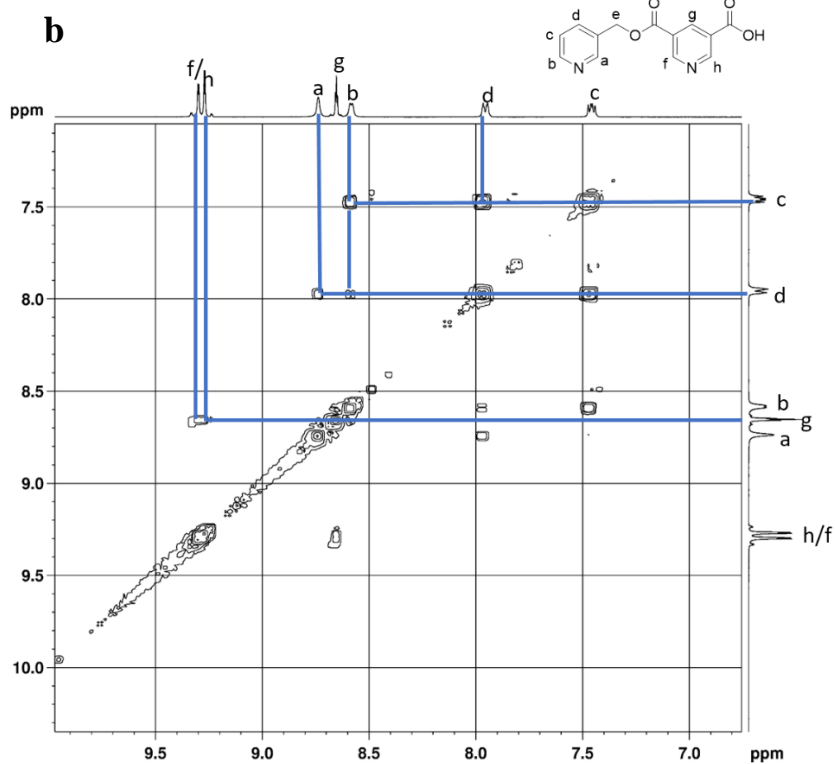 b
d e O g O
c O OH
b N a f N h
f/
h a g b d c
ppm
7.5 c
8.0 d
8.5 b
g
9.0 a
h/f
9.5
10.0
9.5 9.0 8.5 8.0 7.5 7.0 ppm